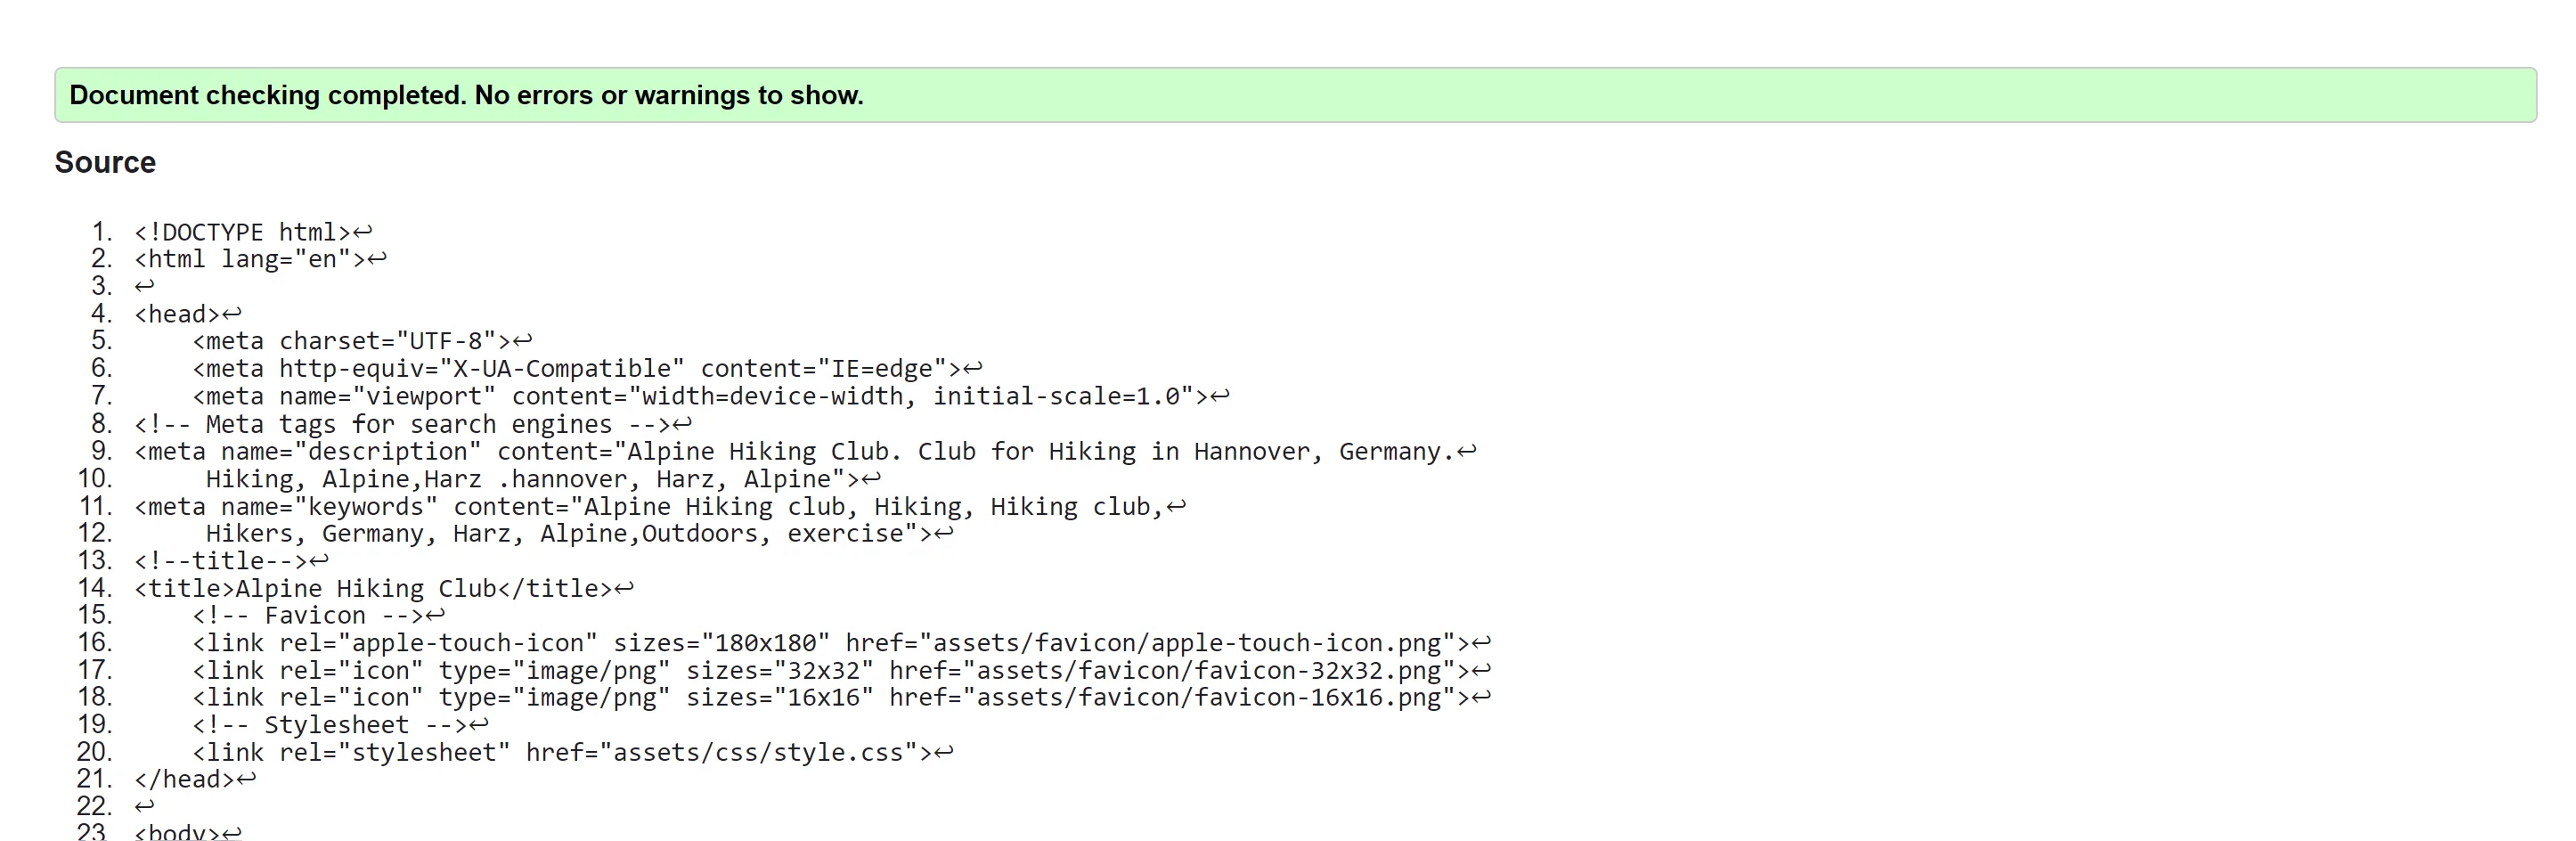 Document checking completed. No errors or warnings to show.
Source
1. <!DOCTYPE html>↩
2. <html lang="en">↩
3. ↩
4. <head>↩
5.     <meta charset="UTF-8">↩
6.     <meta http-equiv="X-UA-Compatible" content="IE=edge">↩
7.     <meta name="viewport" content="width=device-width, initial-scale=1.0">↩
8. <!-- Meta tags for search engines -->↩
9. <meta name="description" content="Alpine Hiking Club. Club for Hiking in Hannover, Germany.↩
10.      Hiking, Alpine,Harz .hannover, Harz, Alpine">↩
11. <meta name="keywords" content="Alpine Hiking club, Hiking, Hiking club,↩
12.      Hikers, Germany, Harz, Alpine,Outdoors, exercise">↩
13. <!--title-->↩
14. <title>Alpine Hiking Club</title>↩
15.     <!-- Favicon -->↩
16.     <link rel="apple-touch-icon" sizes="180x180" href="assets/favicon/apple-touch-icon.png">↩
17.     <link rel="icon" type="image/png" sizes="32x32" href="assets/favicon/favicon-32x32.png">↩
18.     <link rel="icon" type="image/png" sizes="16x16" href="assets/favicon/favicon-16x16.png">↩
19.     <!-- Stylesheet -->↩
20.     <link rel="stylesheet" href="assets/css/style.css">↩
21. </head>↩
22. ↩
23. <body>↩